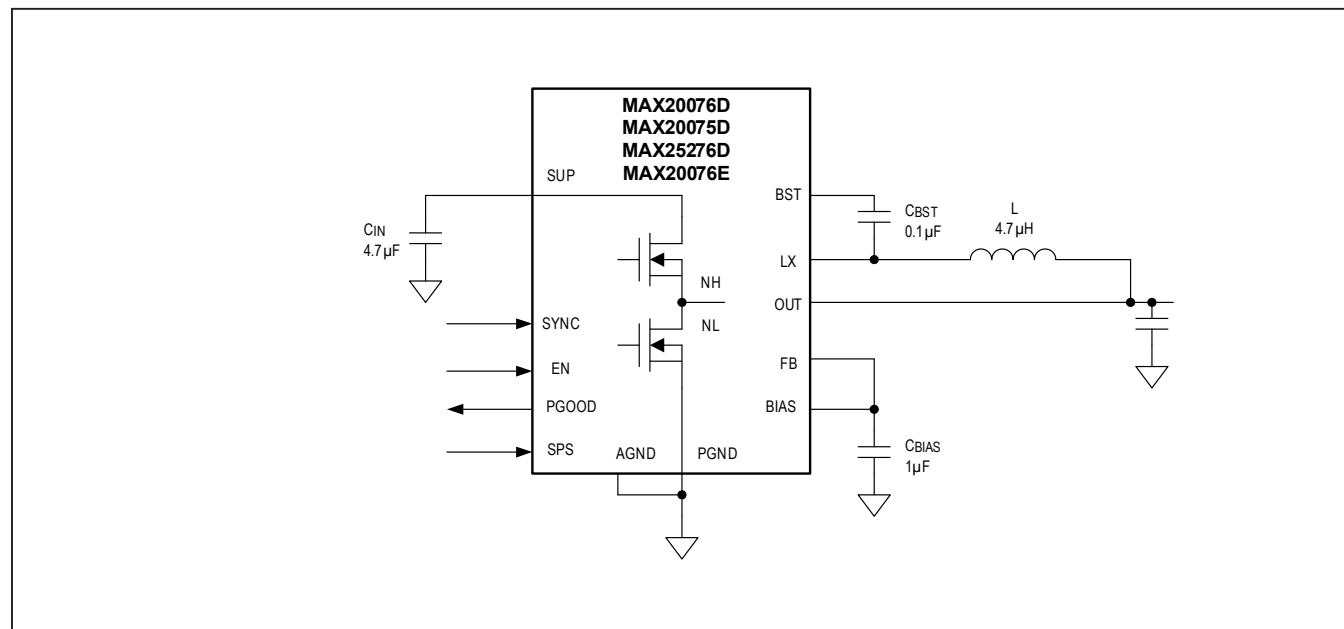 MAX20076D
MAX20075D
MAX25276D
MAX20076E
SUP
CIN
4.7µF
SYNC
EN
PGOOD
SPS
AGND
PGND
NH
NL
BST
LX
OUT
FB
BIAS
CBST
0.1µF
L
4.7µH
CBIAS
1µF